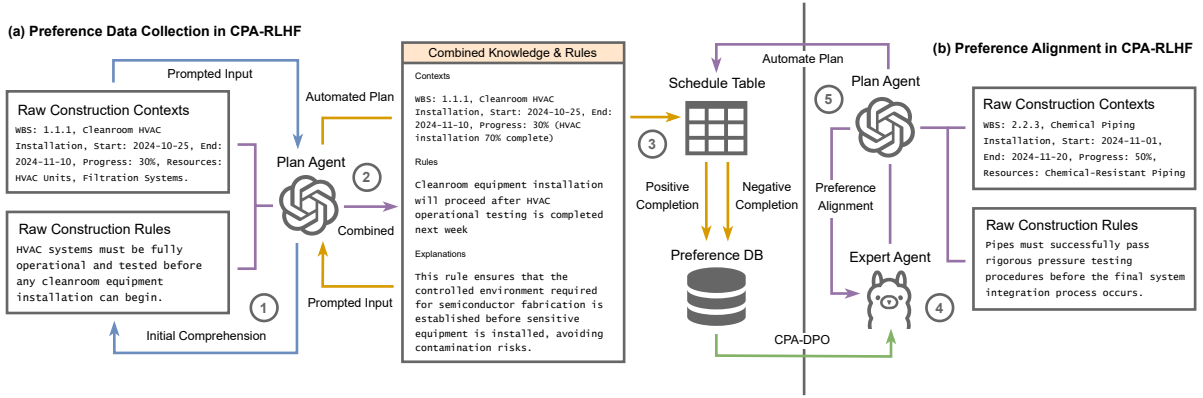 (a) Preference Data Collection in CPA-RLHF
Prompted Input
Raw Construction Contexts
WBS: 1.1.1, Cleanroom HVAC
Installation, Start: 2024-10-25, End:
2024-11-10, Progress: 30%, Resources:
HVAC Units, Filtration Systems.
Raw Construction Rules
HVAC systems must be fully
operational and tested before
any cleanroom equipment
installation can begin.
1
Initial Comprehension
Automated Plan
Plan Agent
2
Combined
Prompted Input
Combined Knowledge & Rules
Contexts
WBS: 1.1.1, Cleanroom HVAC
Installation, Start: 2024-10-25, End:
2024-11-10, Progress: 30% (HVAC
installation 70% complete)
Rules
Cleanroom equipment installation
will proceed after HVAC
operational testing is completed
next week
Explanations
This rule ensures that the
controlled environment required
for semiconductor fabrication is
established before sensitive
equipment is installed, avoiding
contamination risks.
Schedule Table
3
Positive
Completion
Negative
Completion
Preference DB
CPA-DPO
(b) Preference Alignment in CPA-RLHF
Automate Plan
Plan Agent
5
Preference
Alignment
Expert Agent
4
Raw Construction Contexts
WBS: 2.2.3, Chemical Piping
Installation, Start: 2024-11-01,
End: 2024-11-20, Progress: 50%,
Resources: Chemical-Resistant Piping
Raw Construction Rules
Pipes must successfully pass
rigorous pressure testing
procedures before the final system
integration process occurs.